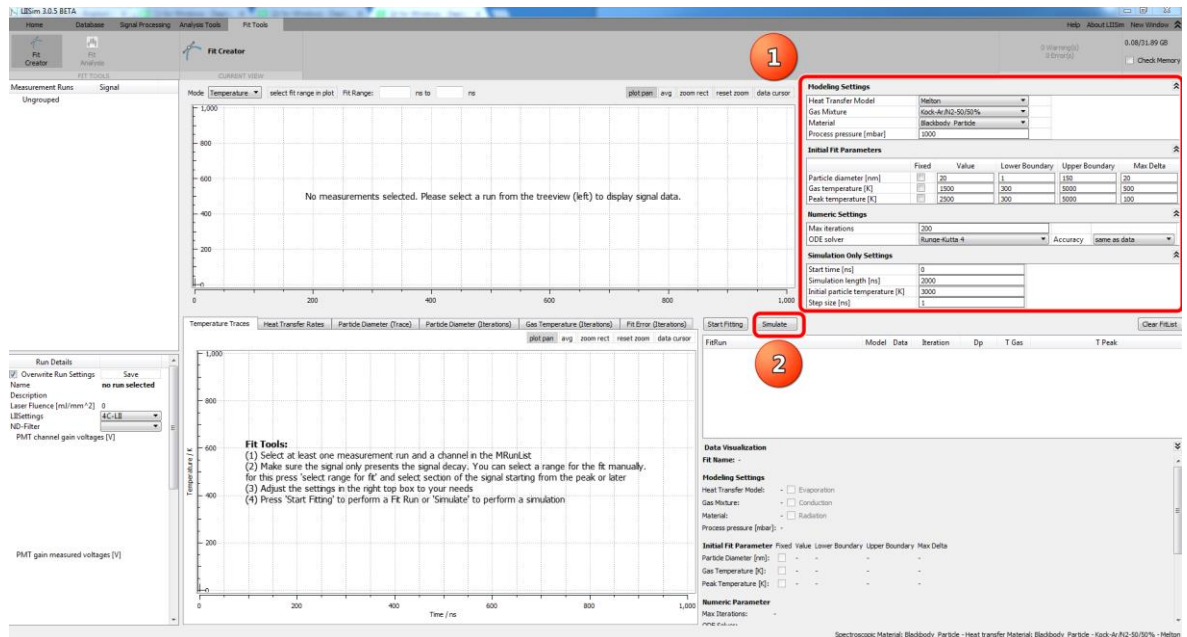 LIISim 3.0.5 BETA
Home Database Signal Processing Analysis Tools Fit Tools Help About LIISim New Window
Fit Creator
Fit Analysis
FIT TOOLS
Fit Creator
CURRENT VIEW
0 Warning(s)
0 Error(s)
0.08/31.89 GB
Check Memory
Measurement Runs Signal
Ungrouped
Mode Temperature select fit range in plot Fit Range: ns to ns plot pan avg zoom rect reset zoom data cursor
1,000
800
600
400
200
0
No measurements selected. Please select a run from the treeview (left) to display signal data.
0 200 400 600 800 1,000
1
Modeling Settings
Heat Transfer Model Melton
Gas Mixture Kock-Ar/N2-50/50%
Material Blackbody_Particle
Process pressure [mbar] 1000
Initial Fit Parameters
Fixed Value Lower Boundary Upper Boundary Max Delta
Particle diameter [nm] 20 1 150 20
Gas temperature [K] 1500 300 5000 500
Peak temperature [K] 2500 300 5000 100
Numeric Settings
Max iterations 200
ODE solver Runge-Kutta 4 Accuracy same as data
Simulation Only Settings
Start time [ns] 0
Simulation length [ns] 2000
Initial particle temperature [K] 3000
Step size [ns] 1
Start Fitting Simulate Clear FitList
2
FitRun Model Data Iteration Dp T Gas T Peak
Temperature Traces Heat Transfer Rates Particle Diameter (Trace) Particle Diameter (Iterations) Gas Temperature (Iterations) Fit Error (Iterations)
plot pan avg zoom rect reset zoom data cursor
Temperature / K
1,000
800
600
400
200
0
Fit Tools:
(1) Select at least one measurement run and a channel in the MRunList
(2) Make sure the signal only presents the signal decay. You can select a range for the fit manually.
for this press 'select range for fit' and select section of the signal starting from the peak or later
(3) Adjust the settings in the right top box to your needs
(4) Press 'Start Fitting' to perform a Fit Run or 'Simulate' to perform a simulation
0 200 400 600 800 1,000
Time / ns
Run Details
Overwrite Run Settings Save
Name no run selected
Description
Laser Fluence [mJ/mm^2] 0
LIISettings 4C-LII
ND-Filter
PMT channel gain voltages [V]
PMT gain measured voltages [V]
Data Visualization
Fit Name: -
Modeling Settings
Heat Transfer Model: - Evaporation
Gas Mixture: - Conduction
Material: - Radiation
Process pressure [mbar]: -
Initial Fit Parameter Fixed Value Lower Boundary Upper Boundary Max Delta
Particle Diameter [nm]: - - - -
Gas Temperature [K]: - - - -
Peak Temperature [K]: - - - -
Numeric Parameter
Max Iterations: -
Spectroscopic Material: Blackbody_Particle - Heat transfer Material: Blackbody_Particle - Kock-Ar/N2-50/50% - Melton